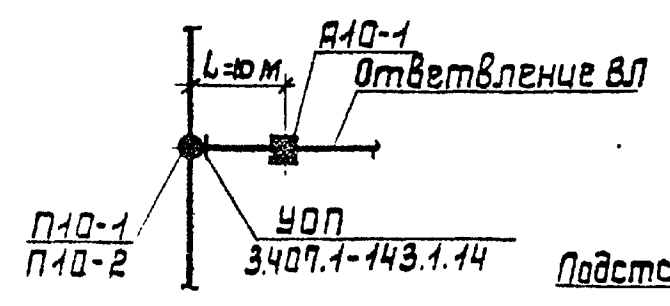 А10-1
L=10 м
Ответвление ВЛ
П10-1
П10-2
УОП
3.407.1-143.1.14